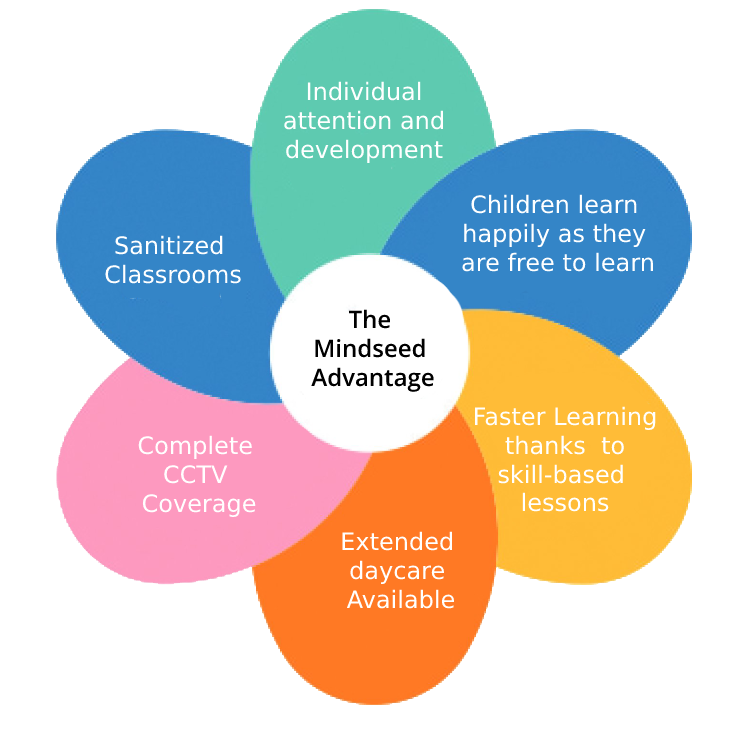 Individual
attention and
development
Children learn
happily as they
are free to learn
Faster Learning
thanks  to
skill-based
lessons
Extended
daycare
Available
Complete
CCTV
Coverage
Sanitized
Classrooms
The
Mindseed
Advantage